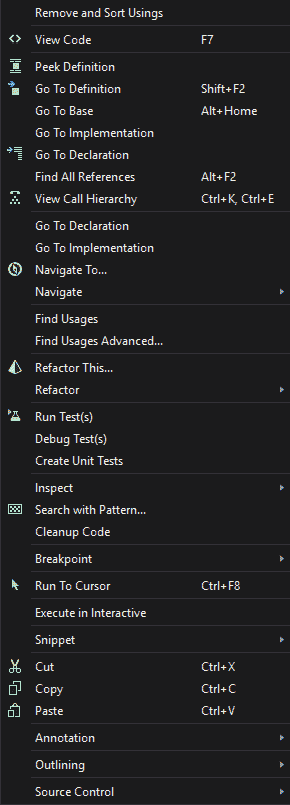 Remove and Sort Usings
View Code F7
Peek Definition
Go To Definition Shift+F2
Go To Base Alt+Home
Go To Implementation
Go To Declaration
Find All References Alt+F2
View Call Hierarchy Ctrl+K, Ctrl+E
Go To Declaration
Go To Implementation
Navigate To...
Navigate
Find Usages
Find Usages Advanced...
Refactor This...
Refactor
Run Test(s)
Debug Test(s)
Create Unit Tests
Inspect
Search with Pattern...
Cleanup Code
Breakpoint
Run To Cursor Ctrl+F8
Execute in Interactive
Snippet
Cut Ctrl+X
Copy Ctrl+C
Paste Ctrl+V
Annotation
Outlining
Source Control